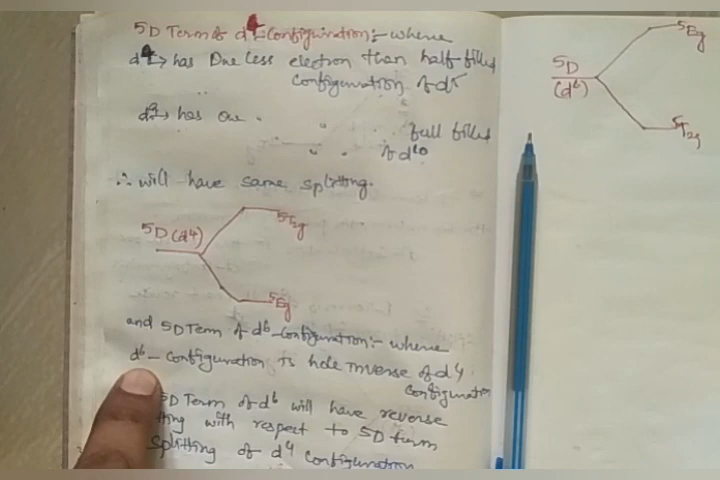 5D Term of d4-Configuration:- where
d4→ has One less electron than half filled
Configuration of d5
d9→ has one
full filled
of d10
∴ will have same splitting.
5D (d4)
5T2g
5Eg
and 5D Term of d6-Configuration:- where
d6- Configuration is hole inverse of d4
Configuration
5D Term of d6 will have reverse
tting with respect to 5D term
splitting of d4 Configuration
5Eg
5D
(d6)
5T2g